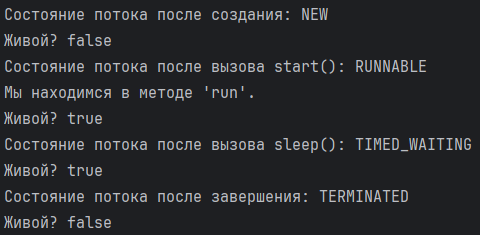 Состояние потока после создания: NEW
Живой? false
Состояние потока после вызова start(): RUNNABLE
Мы находимся в методе 'run'.
Живой? true
Состояние потока после вызова sleep(): TIMED_WAITING
Живой? true
Состояние потока после завершения: TERMINATED
Живой? false